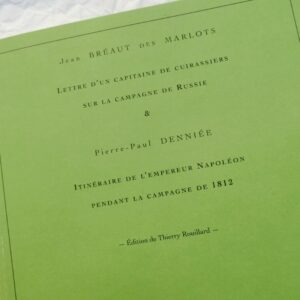 Jean BRÉAUT DES MARLOTS
LETTRE D'UN CAPITAINE DE CUIRASSIERS
SUR LA CAMPAGNE DE RUSSIE
&
Pierre-Paul DENNIÉE
ITINÉRAIRE DE L'EMPEREUR NAPOLÉON
PENDANT LA CAMPAGNE DE 1812
— Édition de Thierry Rouillard —